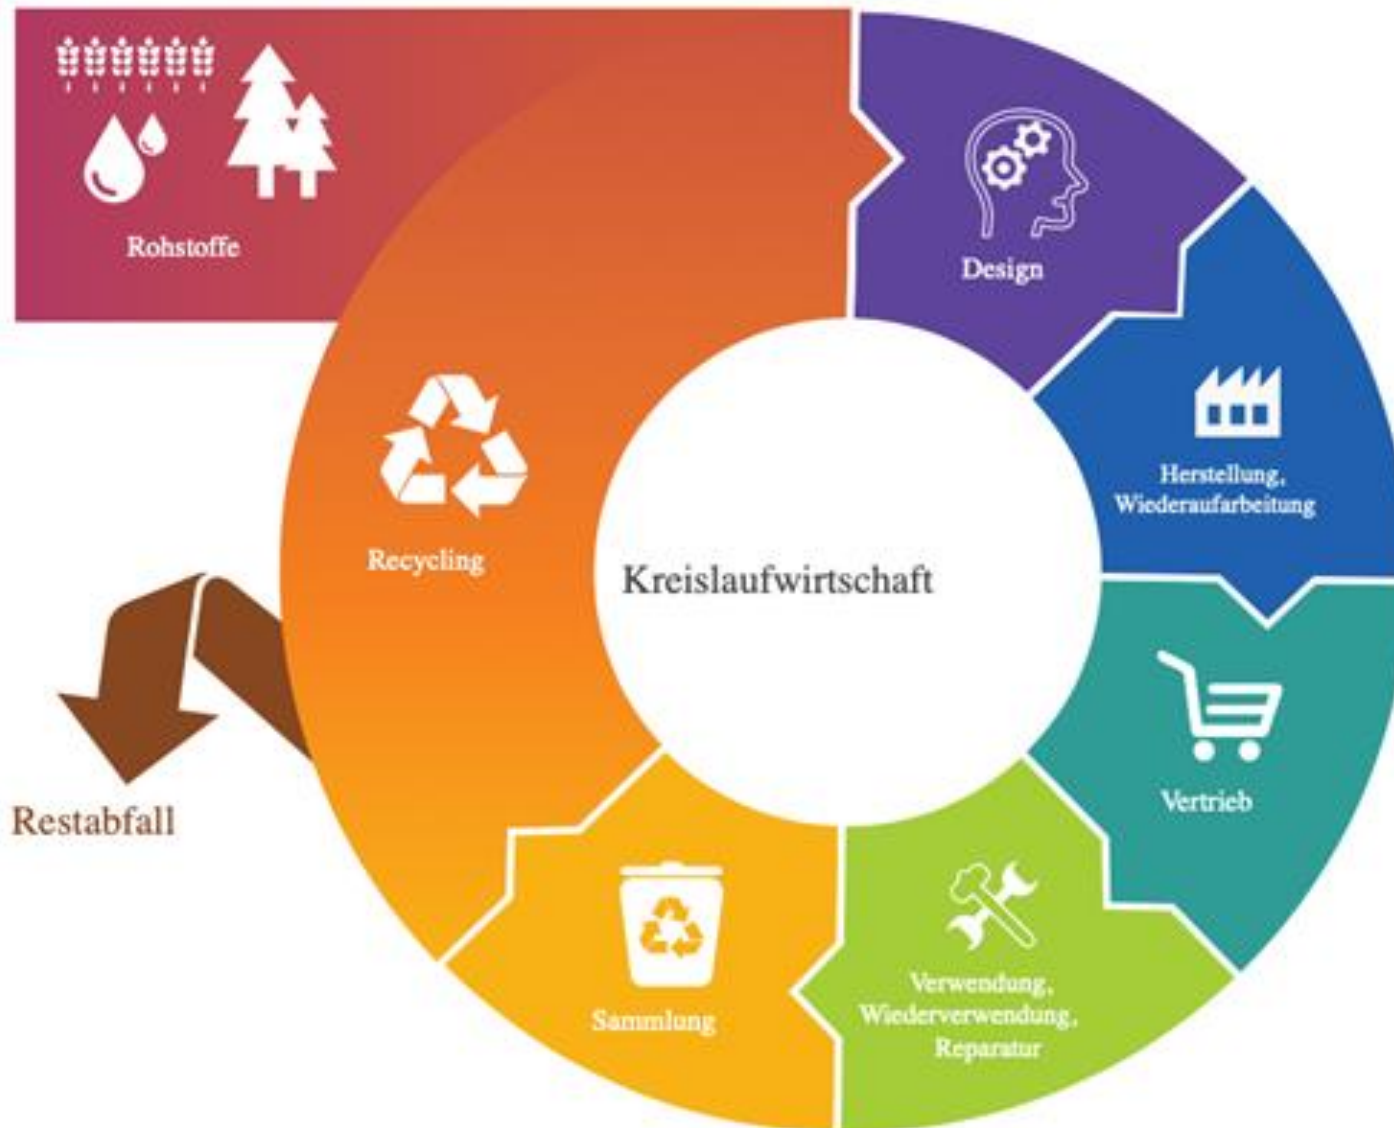 Rohstoffe
Design
Herstellung,
Wiederaufarbeitung
Vertrieb
Verwendung,
Wiederverwendung,
Reparatur
Sammlung
Recycling
Kreislaufwirtschaft
Restabfall